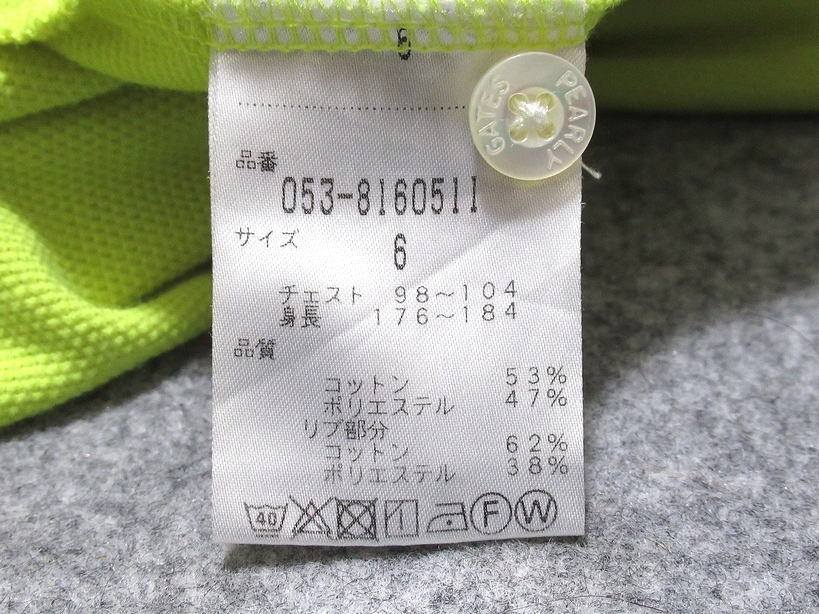 PEARLY GATES
品番
053-8160511
サイズ
6
チェスト 98～104
身長 176～184
品質
コットン 53%
ポリエステル 47%
リブ部分
コットン 62%
ポリエステル 38%
40 F W